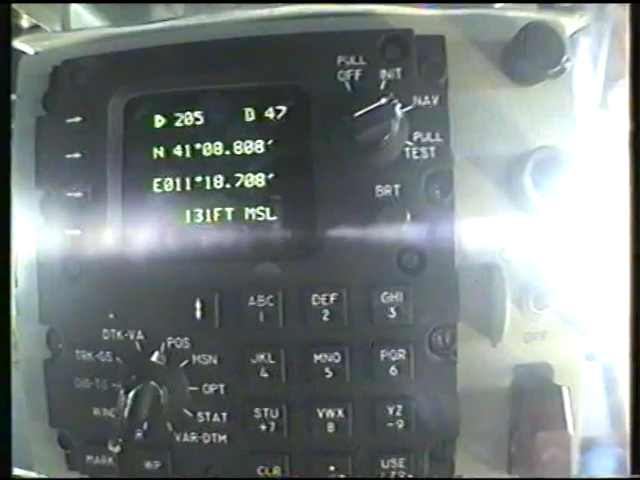 PULL
OFF
INIT
NAV
PULL
TEST
D 205 D 47
N 41°08.808'
E011°18.708'
131FT MSL
BRT
ABC
1
DEF
2
GHI
3
JKL
4
MNO
5
PQR
6
STU
+7
VWX
8
YZ
-9
CLR
USE
DTK-VA
POS
TRK-GS
MSN
OPT
WIND
STAT
VAR-DTM
MARK
WP
OFF